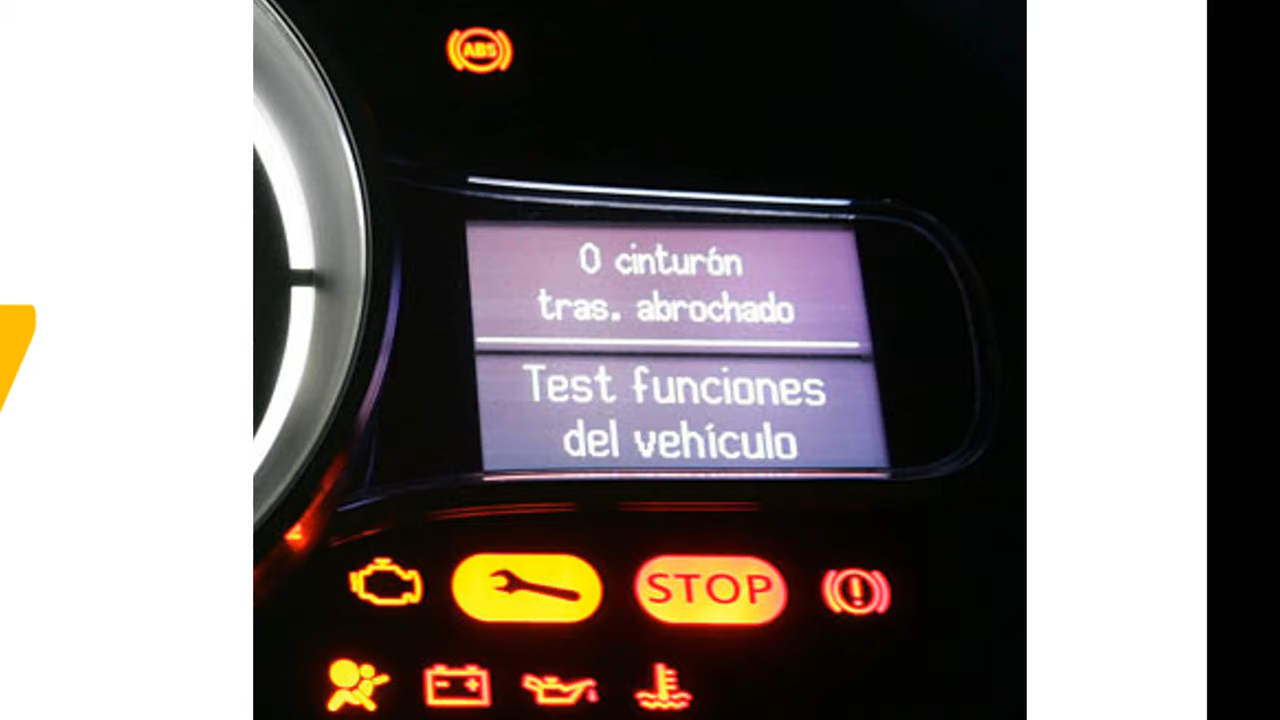 ABS
0 cinturón
tras. abrochado
Test funciones
del vehículo
STOP